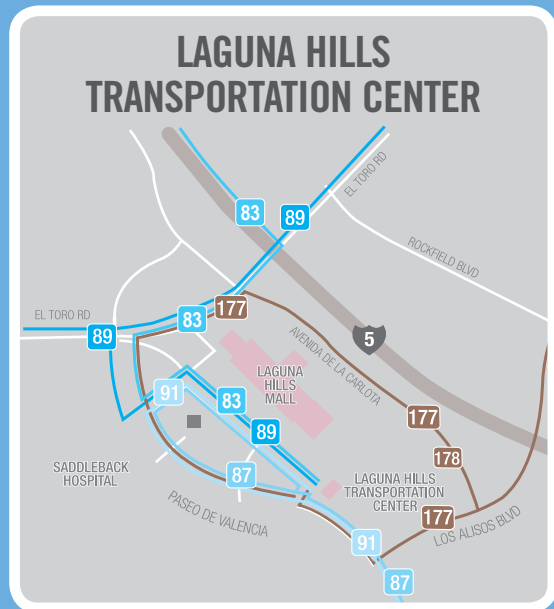 LAGUNA HILLS
TRANSPORTATION CENTER
EL TORO RD
83
89
ROCKFIELD BLVD
EL TORO RD
83
177
89
5
AVENIDA DE LA CARLOTA
LAGUNA
HILLS
MALL
91
83
89
177
178
SADDLEBACK
HOSPITAL
87
LAGUNA HILLS
TRANSPORTATION
CENTER
PASEO DE VALENCIA
177
LOS ALISOS BLVD
91
87